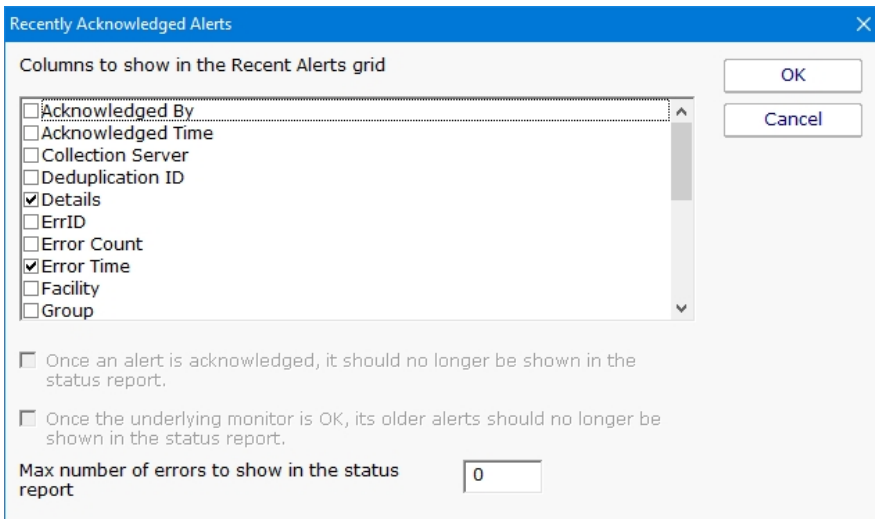 Recently Acknowledged Alerts
Columns to show in the Recent Alerts grid
OK
Cancel
Acknowledged By
Acknowledged Time
Collection Server
Deduplication ID
Details
ErrID
Error Count
Error Time
Facility
Group
Once an alert is acknowledged, it should no longer be shown in the
status report.
Once the underlying monitor is OK, its older alerts should no longer be
shown in the status report.
Max number of errors to show in the status
report
0